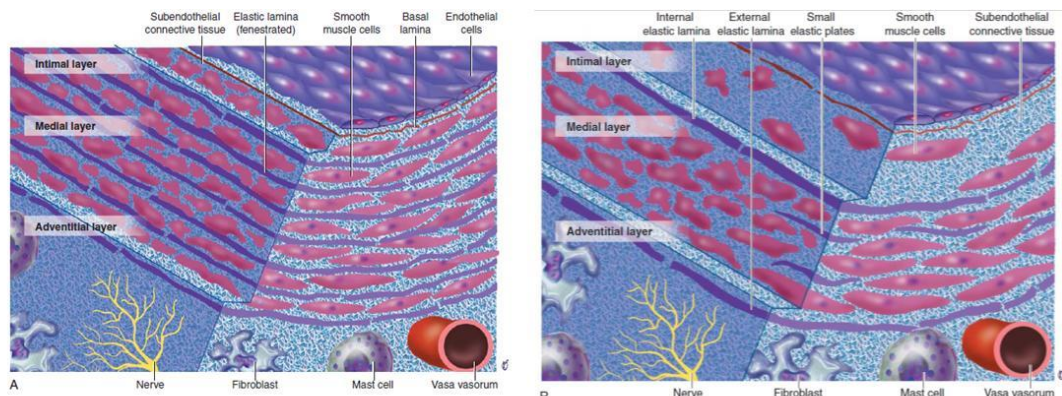 Subendothelial
connective tissue
Elastic lamina
(fenestrated)
Smooth
muscle cells
Basal
lamina
Endothelial
cells
Intimal layer
Medial layer
Adventitial layer
A
Nerve
Fibroblast
Mast cell
Vasa vasorum
Internal
elastic lamina
External
elastic lamina
Small
elastic plates
Smooth
muscle cells
Subendothelial
connective tissue
Intimal layer
Medial layer
Adventitial layer
Nerve
Fibroblast
Mast cell
Vasa vasorum